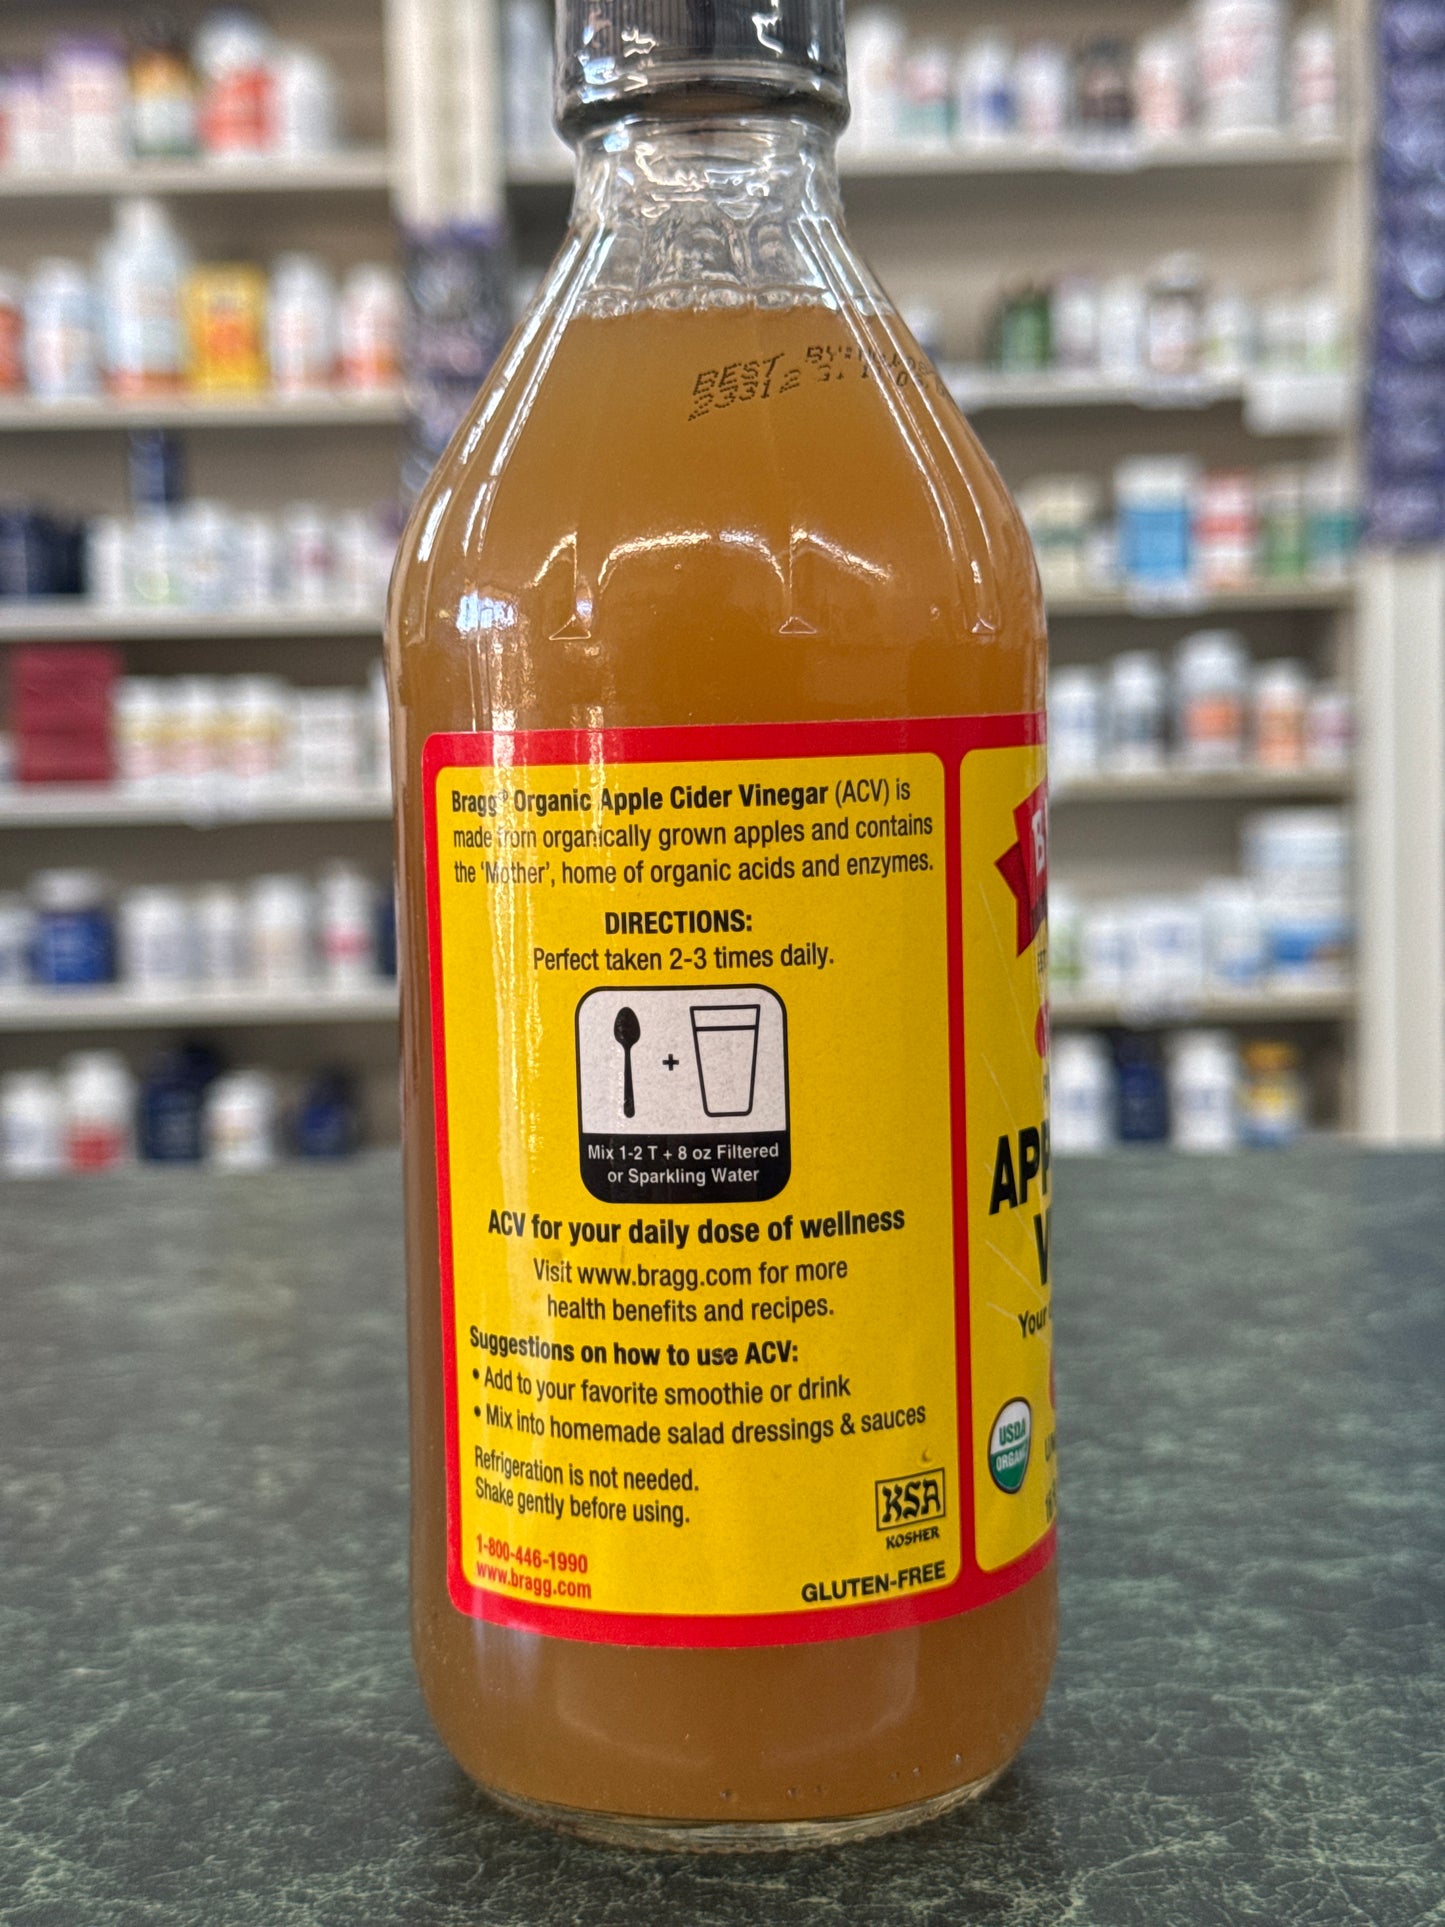 BEST BY:
23312
Bragg® Organic Apple Cider Vinegar (ACV) is
made from organically grown apples and contains
the 'Mother', home of organic acids and enzymes.
DIRECTIONS:
Perfect taken 2-3 times daily.
+
Mix 1-2 T + 8 oz Filtered
or Sparkling Water
ACV for your daily dose of wellness
Visit www.bragg.com for more
health benefits and recipes.
Suggestions on how to use ACV:
• Add to your favorite smoothie or drink
• Mix into homemade salad dressings & sauces
Refrigeration is not needed.
Shake gently before using.
1-800-446-1990
www.bragg.com
KSA
KOSHER
GLUTEN-FREE
APP
V
Your
USDA
ORGANIC